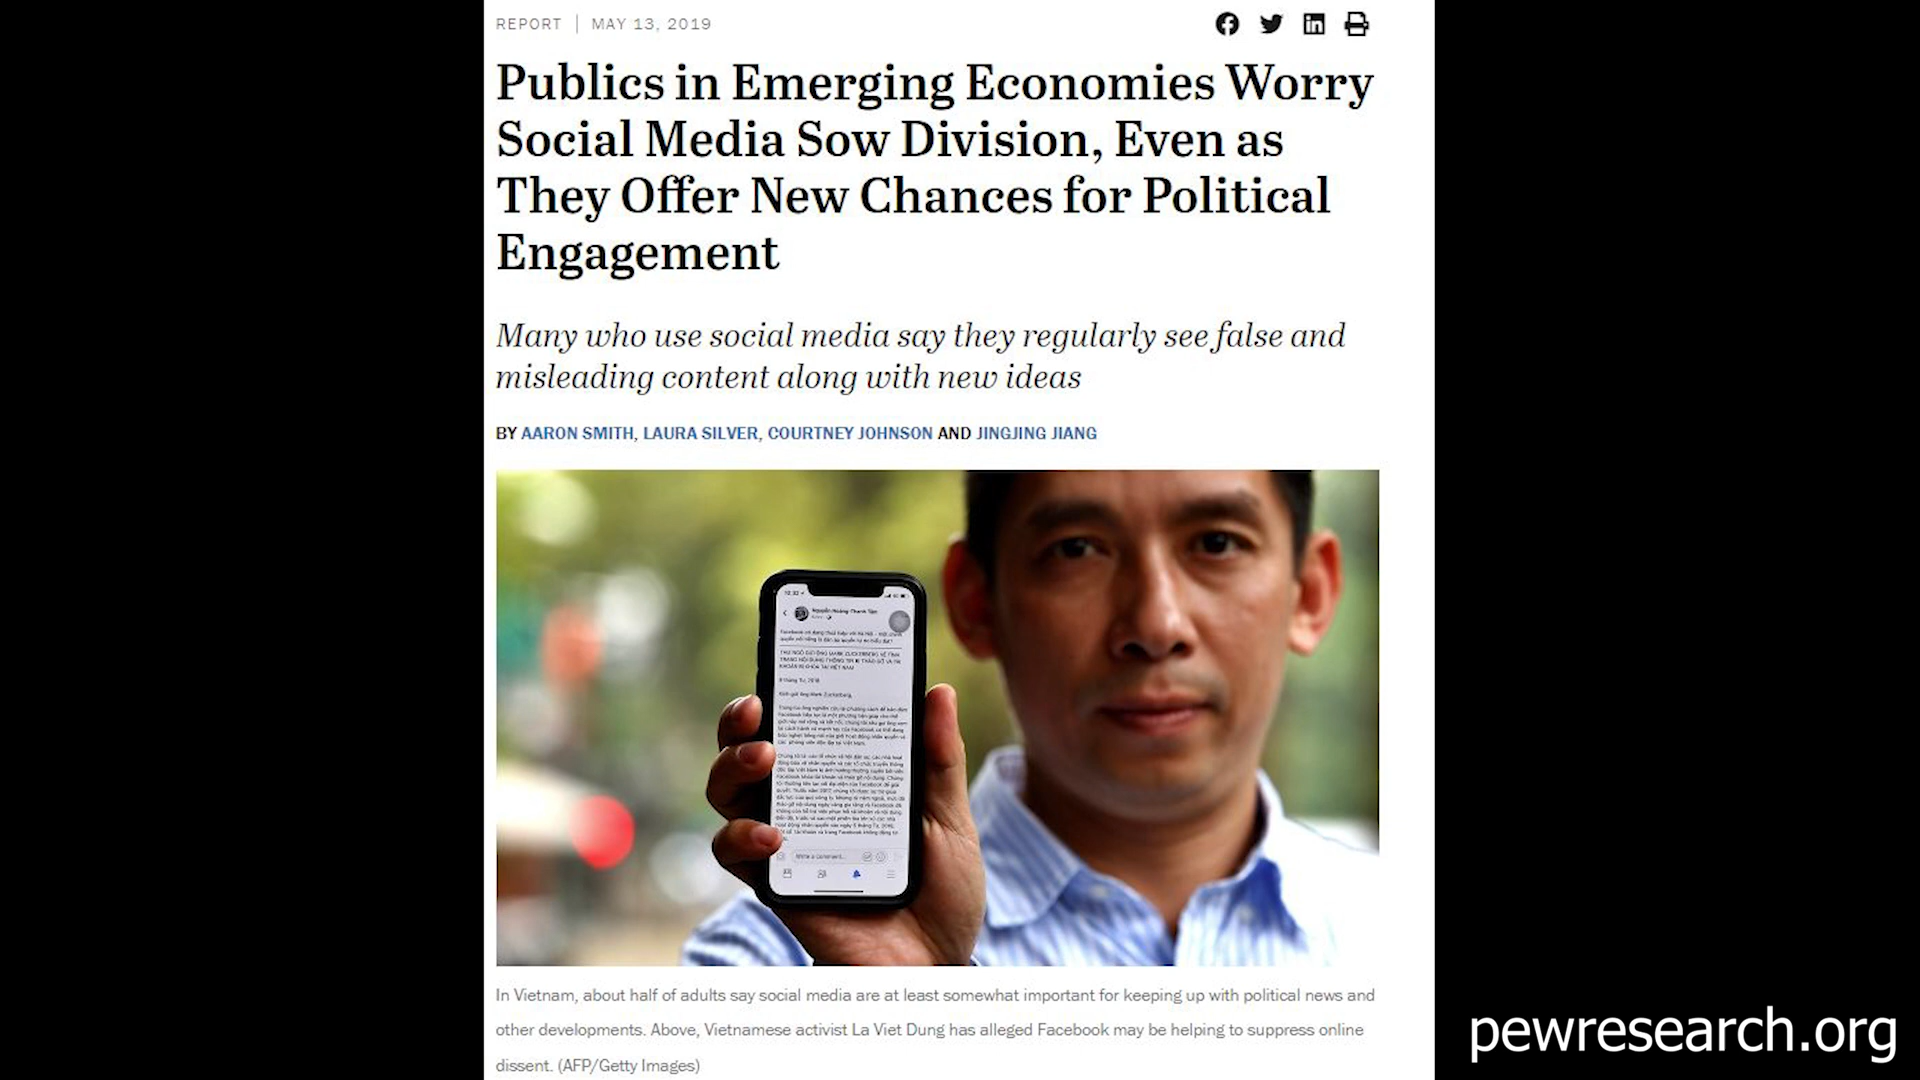 REPORT | MAY 13, 2019
Publics in Emerging Economies Worry
Social Media Sow Division, Even as
They Offer New Chances for Political
Engagement
Many who use social media say they regularly see false and
misleading content along with new ideas
BY AARON SMITH, LAURA SILVER, COURTNEY JOHNSON AND JINGJING JIANG
Write a comment...
In Vietnam, about half of adults say social media are at least somewhat important for keeping up with political news and
other developments. Above, Vietnamese activist La Viet Dung has alleged Facebook may be helping to suppress online
dissent. (AFP/Getty Images)
pewresearch.org